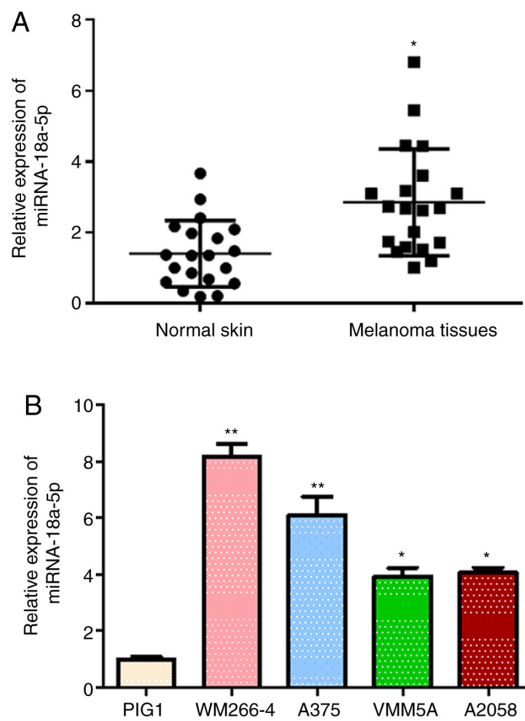 A
Relative expression of
miRNA-18a-5p
8
6
4
2
0
*
Normal skin
Melanoma tissues
B
Relative expression of
miRNA-18a-5p
10
8
6
4
2
0
**
**
*
*
PIG1
WM266-4
A375
VMM5A
A2058